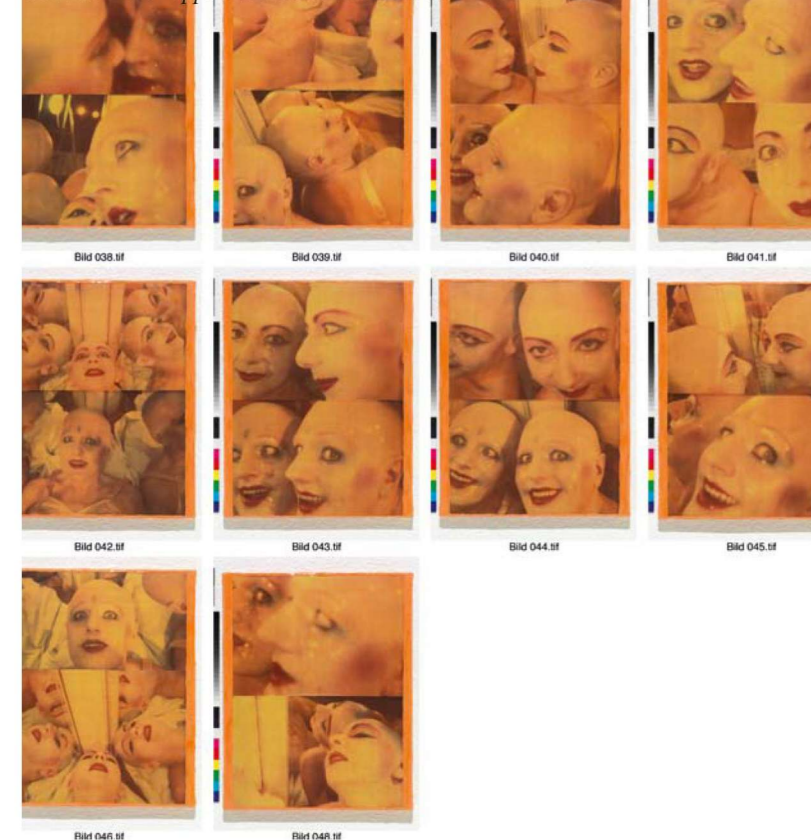 Bild 038.tif
Bild 039.tif
Bild 040.tif
Bild 041.tif
Bild 042.tif
Bild 043.tif
Bild 044.tif
Bild 045.tif
Bild 046.tif
Bild 048.tif